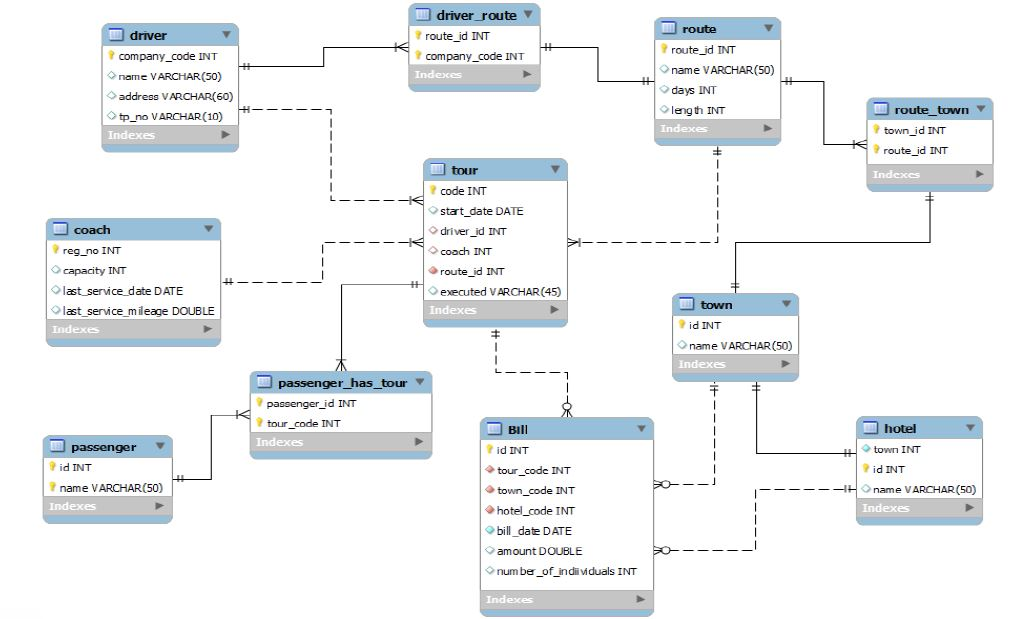 driver
company_code INT
name VARCHAR(50)
address VARCHAR(60)
tp_no VARCHAR(10)
Indexes
driver_route
route_id INT
company_code INT
Indexes
route
route_id INT
name VARCHAR(50)
days INT
length INT
Indexes
route_town
town_id INT
route_id INT
Indexes
tour
code INT
start_date DATE
driver_id INT
coach INT
route_id INT
executed VARCHAR(45)
Indexes
coach
reg_no INT
capacity INT
last_service_date DATE
last_service_mileage DOUBLE
Indexes
town
id INT
name VARCHAR(50)
Indexes
passenger_has_tour
passenger_id INT
tour_code INT
Indexes
passenger
id INT
name VARCHAR(50)
Indexes
Bill
id INT
tour_code INT
town_code INT
hotel_code INT
bill_date DATE
amount DOUBLE
number_of_indiividuals INT
Indexes
hotel
town INT
id INT
name VARCHAR(50)
Indexes